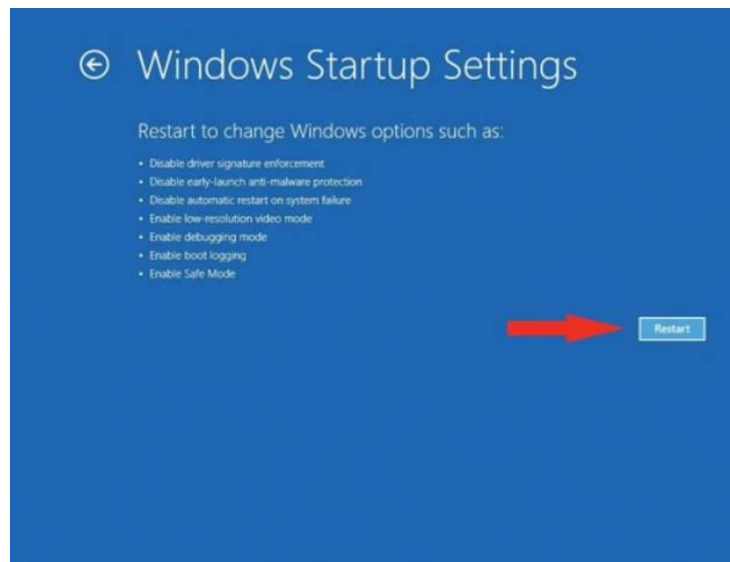 Windows Startup Settings
Restart to change Windows options such as:
• Disable driver signature enforcement
• Disable early-launch anti-malware protection
• Disable automatic restart on system failure
• Enable low-resolution video mode
• Enable debugging mode
• Enable boot logging
• Enable Safe Mode
Restart